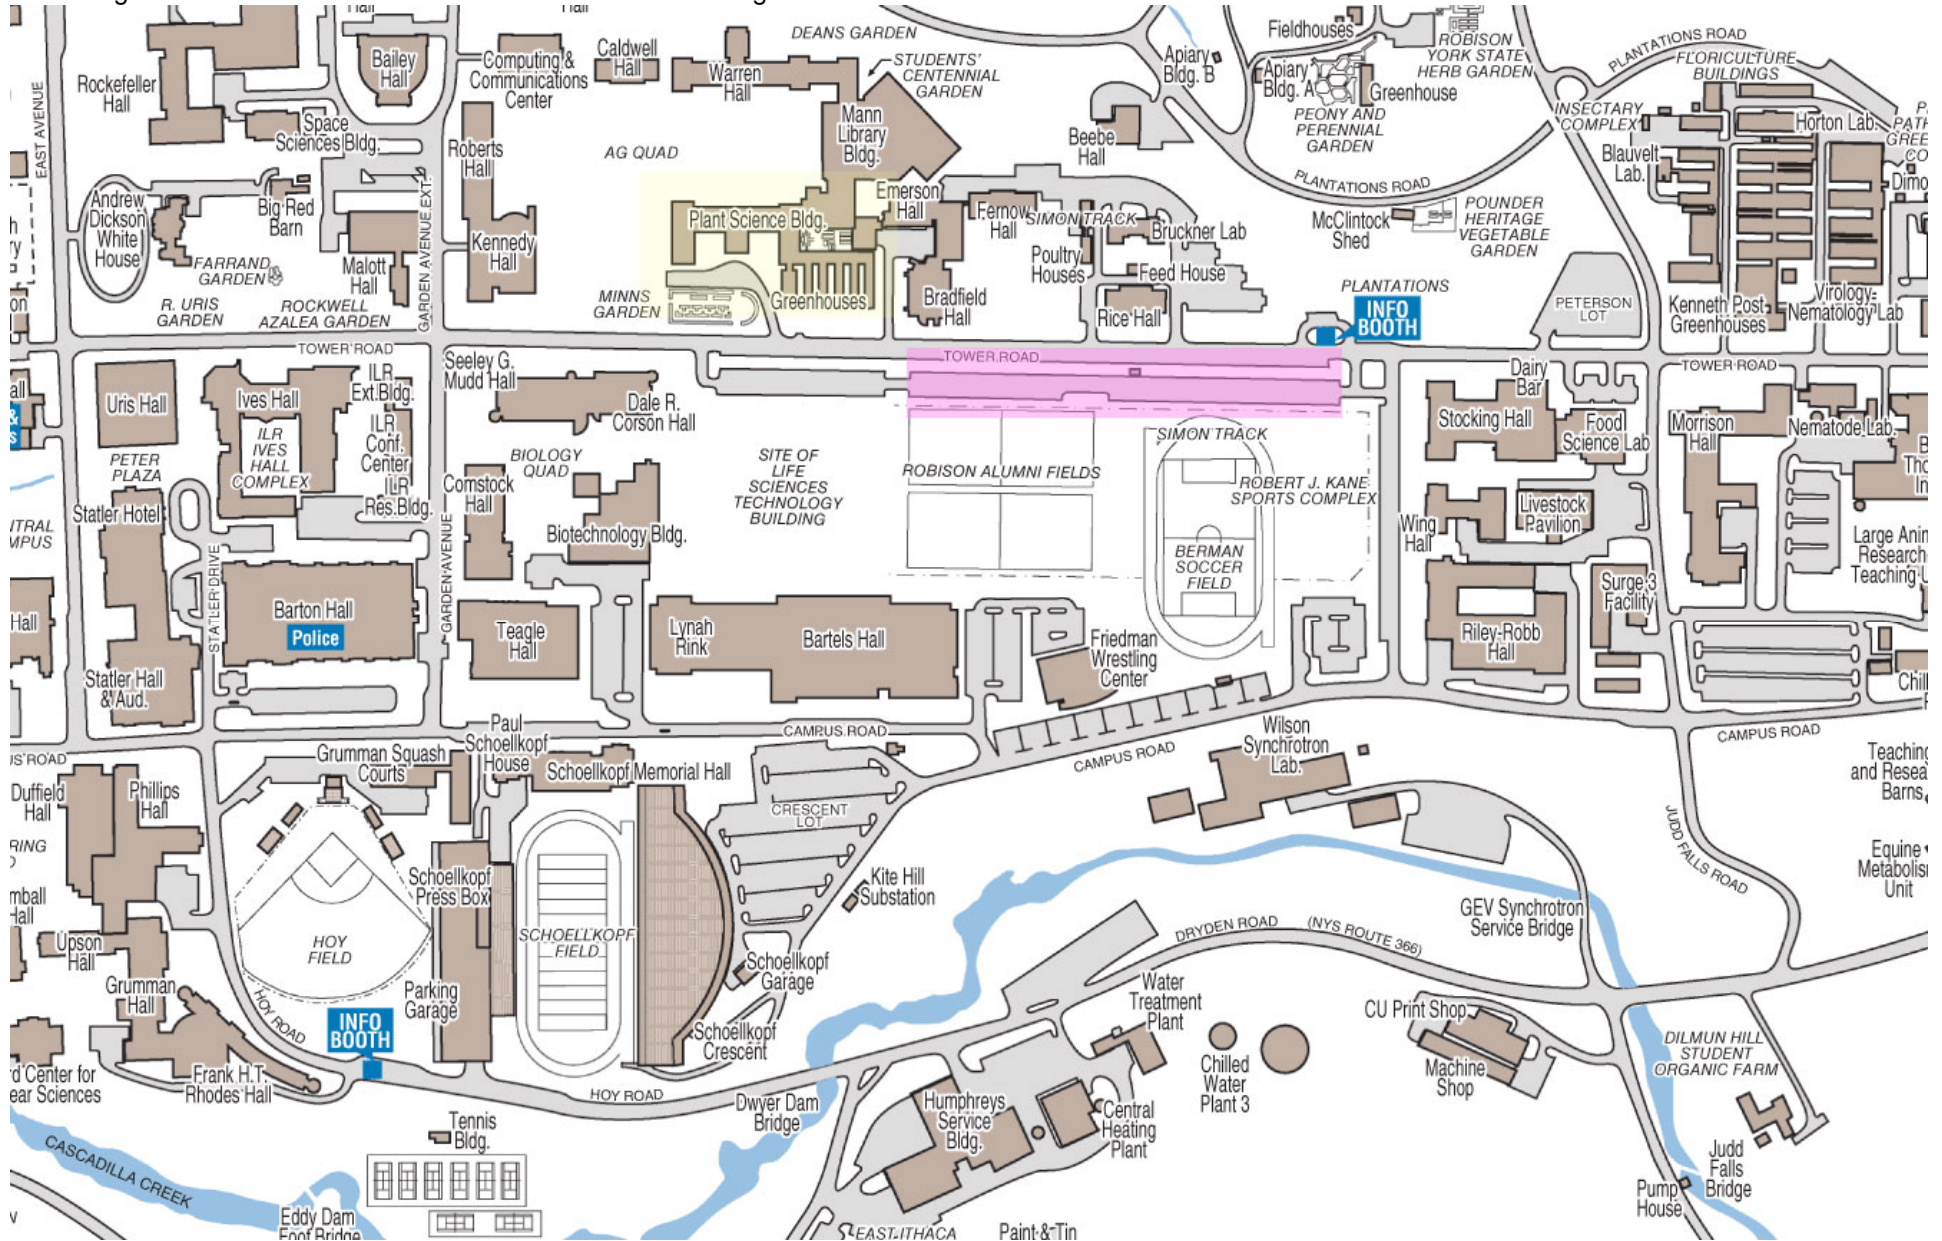 Hall
Hall
Rockefeller
Hall
Bailey
Hall
Computing &
Communications
Center
Caldwell
Hall
Warren
Hall
DEANS GARDEN
STUDENTS'
CENTENNIAL
GARDEN
Mann
Library
Bldg.
Apiary
Bldg. B
Fieldhouses
Apiary
Bldg. A
Greenhouse
ROBISON
YORK STATE
HERB GARDEN
PEONY AND
PERENNIAL
GARDEN
PLANTATIONS ROAD
FLORICULTURE
BUILDINGS
INSECTARY
COMPLEX
Horton Lab.
Blauvelt
Lab.
EAST AVENUE
Space
Sciences Bldg.
Roberts
Hall
AG QUAD
Beebe
Hall
PLANTATIONS ROAD
Andrew
Dickson
White
House
Big Red
Barn
FARRAND
GARDEN
R. URIS
GARDEN
ROCKWELL
AZALEA GARDEN
Malott
Hall
GARDEN AVENUE EXT.
Kennedy
Hall
Plant Science Bldg.
Emerson
Hall
Fernow
Hall
SIMON TRACK
Bruckner Lab
Poultry
Houses
Feed House
McClintock
Shed
POUNDER
HERITAGE
VEGETABLE
GARDEN
MINNS
GARDEN
Greenhouses
Bradfield
Hall
Rice Hall
PLANTATIONS
INFO
BOOTH
PETERSON
LOT
Kenneth Post
Greenhouses
Virology-
Nematology Lab
TOWER ROAD
TOWER ROAD
TOWER ROAD
Uris Hall
Ives Hall
ILR
Ext.Bldg.
ILR
Conf.
Center
ILR
Res.Bldg.
ILR
IVES
HALL
COMPLEX
PETER
PLAZA
Seeley G.
Mudd Hall
Dale R.
Corson Hall
BIOLOGY
QUAD
Comstock
Hall
Biotechnology Bldg.
SITE OF
LIFE
SCIENCES
TECHNOLOGY
BUILDING
ROBISON ALUMNI FIELDS
SIMON TRACK
ROBERT J. KANE
SPORTS COMPLEX
BERMAN
SOCCER
FIELD
Dairy
Bar
Stocking Hall
Food
Science Lab
Morrison
Hall
Nematode Lab.
Wing
Hall
Livestock
Pavilion
Large Anim
Research
Teaching U
Statler Hotel
STATLER DRIVE
GARDEN AVENUE
Barton Hall
Police
Teagle
Hall
Lynah
Rink
Bartels Hall
Friedman
Wrestling
Center
Surge 3
Facility
Riley-Robb
Hall
Hall
Statler Hall
& Aud.
CAMPUS ROAD
CAMPUS ROAD
CAMPUS ROAD
US ROAD
Grumman Squash
Courts
Paul
Schoellkopf
House
Schoellkopf Memorial Hall
Wilson
Synchrotron
Lab.
Teaching
and Resea
Barns
Duffield
Hall
Phillips
Hall
CRESCENT
LOT
JUDD FALLS ROAD
Schoellkopf
Press Box
Kite Hill
Substation
Equine
Metabolis
Unit
HOY
FIELD
SCHOELLKOPF
FIELD
GEV Synchrotron
Service Bridge
DRYDEN ROAD
(NYS ROUTE 366)
Upson
Hall
Grumman
Hall
Parking
Garage
Schoellkopf
Garage
Water
Treatment
Plant
HOY ROAD
INFO
BOOTH
Schoellkopf
Crescent
CU Print Shop
Machine
Shop
Chilled
Water
Plant 3
DILMUN HILL
STUDENT
ORGANIC FARM
Frank H.T.
Rhodes Hall
HOY ROAD
Dwyer Dam
Bridge
Humphreys
Service
Bldg.
Central
Heating
Plant
Tennis
Bldg.
CASCADILLA CREEK
Eddy Dam
Foot Bridge
Judd
Falls
Bridge
Pump
House
EAST ITHACA
Paint & Tin